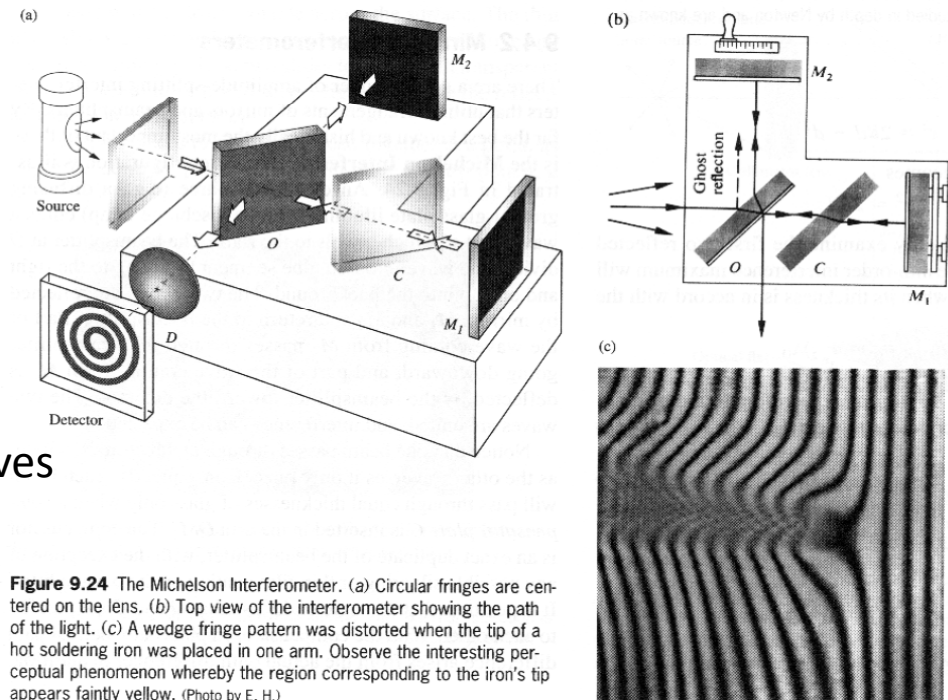 (a)
M2
Source
O
C
M1
D
Detector
ves
Figure 9.24 The Michelson Interferometer. (a) Circular fringes are cen-
tered on the lens. (b) Top view of the interferometer showing the path
of the light. (c) A wedge fringe pattern was distorted when the tip of a
hot soldering iron was placed in one arm. Observe the interesting per-
ceptual phenomenon whereby the region corresponding to the iron's tip
appears faintly yellow. (Photo by E. H.)
(b)
M2
Ghost
reflection
O
C
M1
(c)